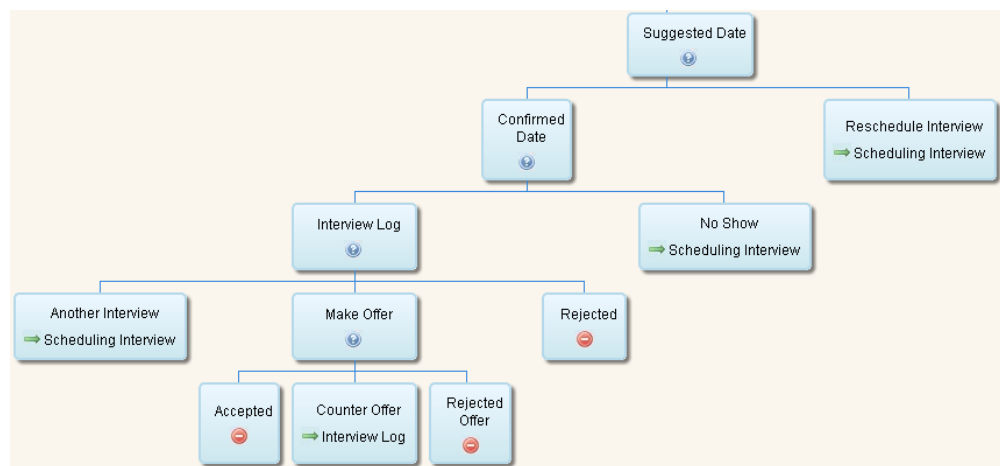 Suggested Date
Confirmed
Date
Reschedule Interview
Scheduling Interview
Interview Log
No Show
Scheduling Interview
Another Interview
Scheduling Interview
Make Offer
Rejected
Accepted
Counter Offer
Interview Log
Rejected
Offer